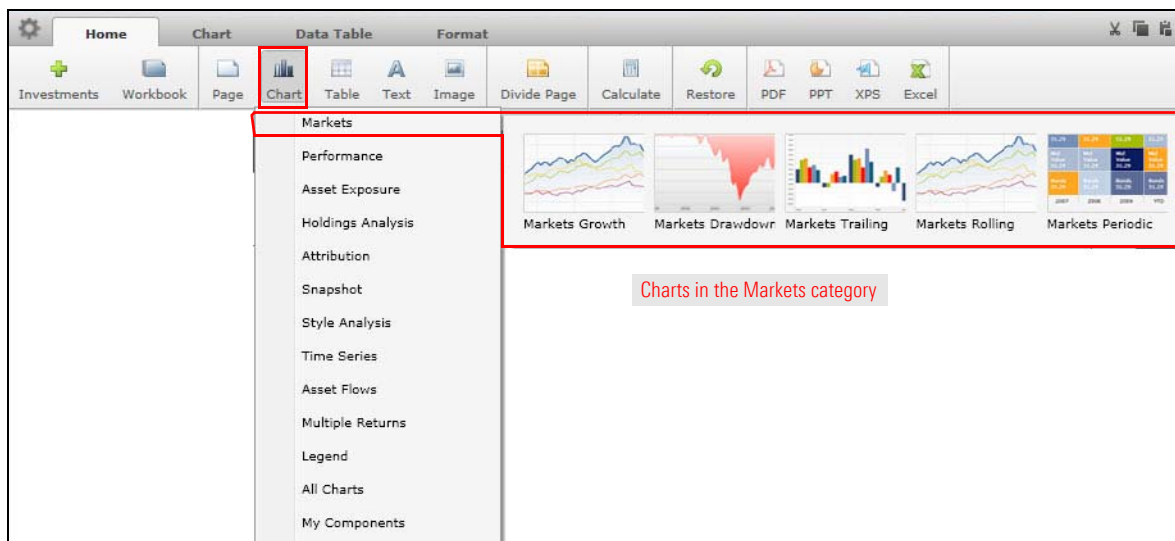 Home Chart Data Table Format
Investments Workbook Page Chart Table Text Image Divide Page Calculate Restore PDF PPT XPS Excel
Markets
Performance
Asset Exposure
Holdings Analysis
Attribution
Snapshot
Style Analysis
Time Series
Asset Flows
Multiple Returns
Legend
All Charts
My Components
Markets Growth Markets Drawdowr Markets Trailing Markets Rolling Markets Periodic
Charts in the Markets category